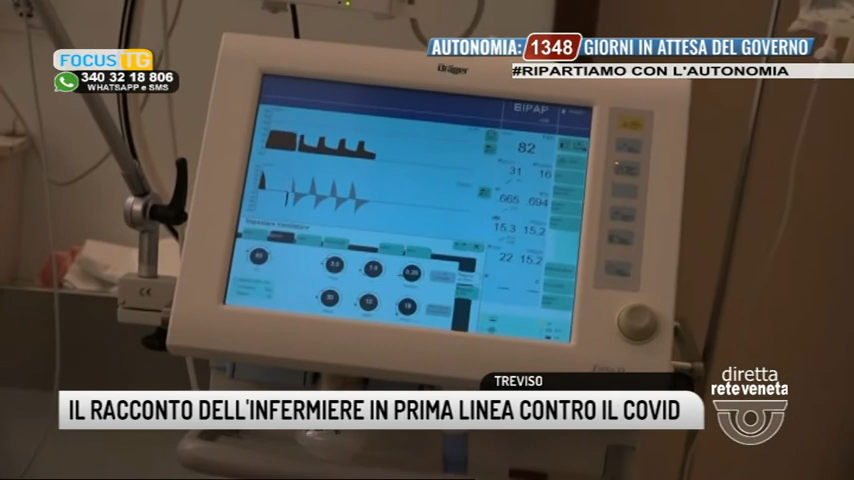 FOCUS TG
340 32 18 806
WHATSAPP e SMS
AUTONOMIA: 1348 GIORNI IN ATTESA DEL GOVERNO
#RIPARTIAMO CON L'AUTONOMIA
Dräger
BIPAP
82
31 16
.665 .694
15.3 15,2
22 15,2
CE
TREVISO
IL RACCONTO DELL'INFERMIERE IN PRIMA LINEA CONTRO IL COVID
diretta
reteveneta